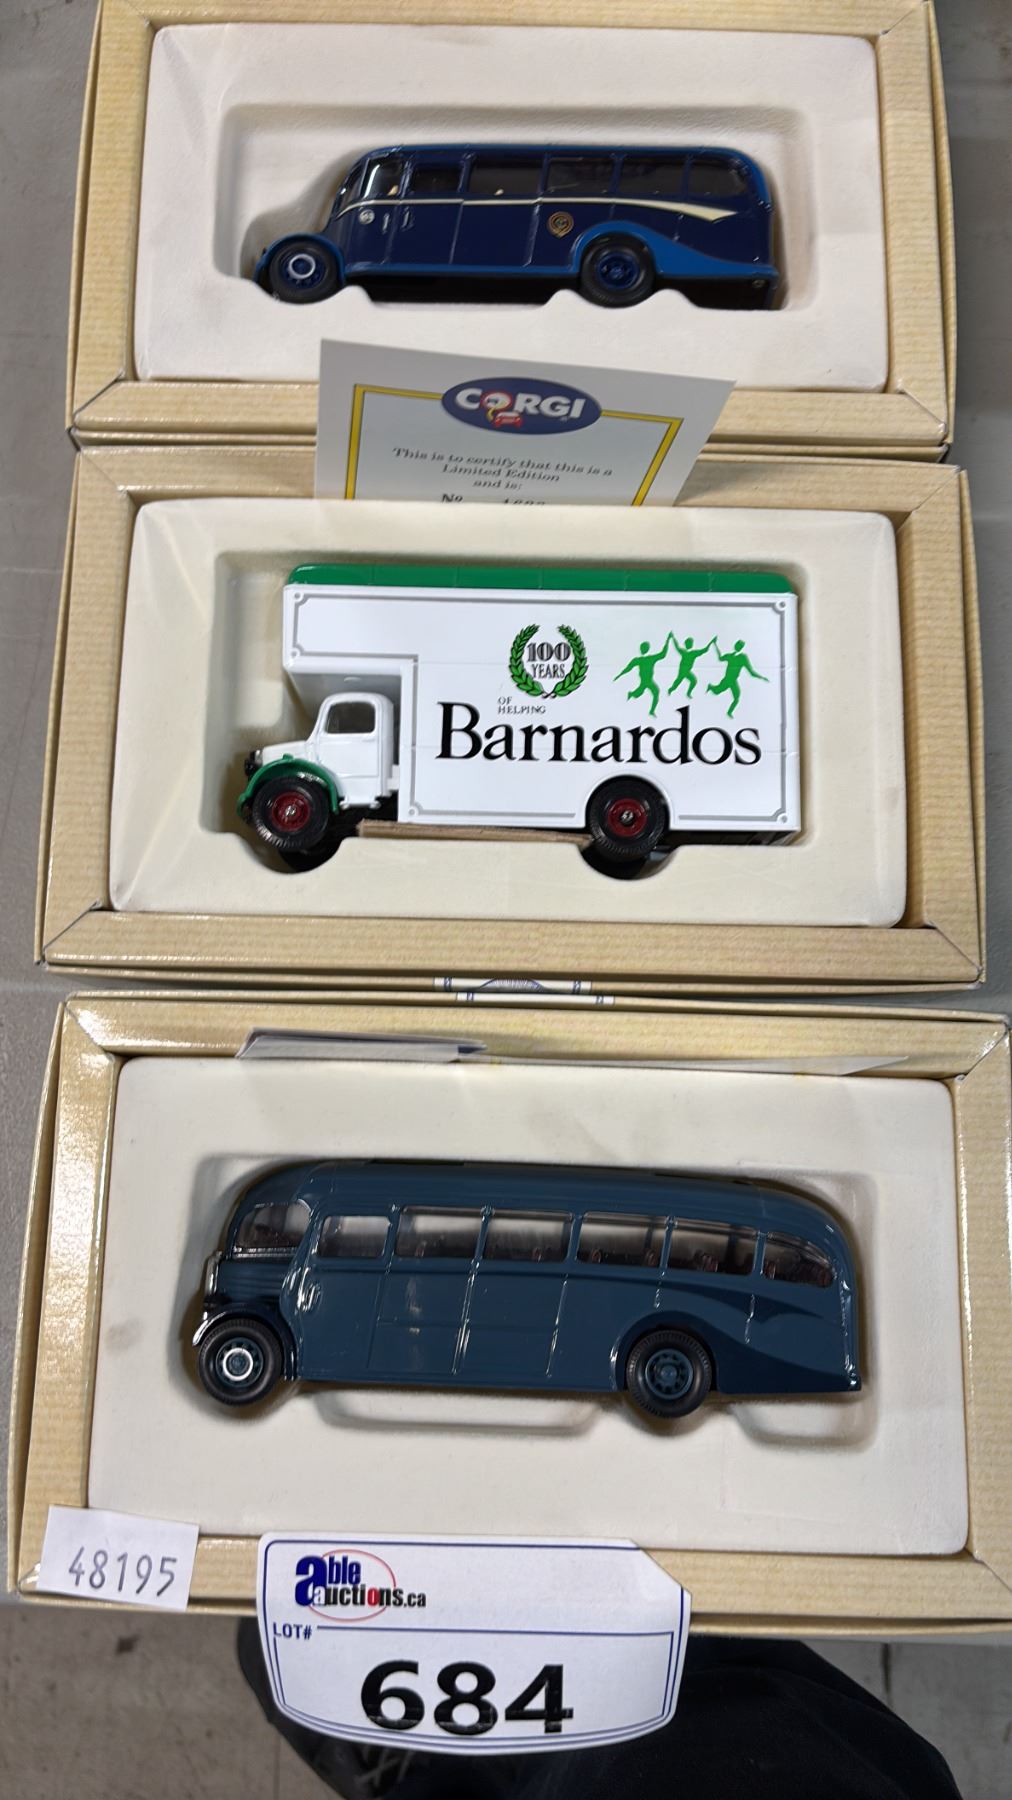 CORGI
This is to certify that this is a
Limited Edition
and is:
No
100
YEARS
OF
HELPING
Barnardos
48195
able
auctions.ca
LOT#
684